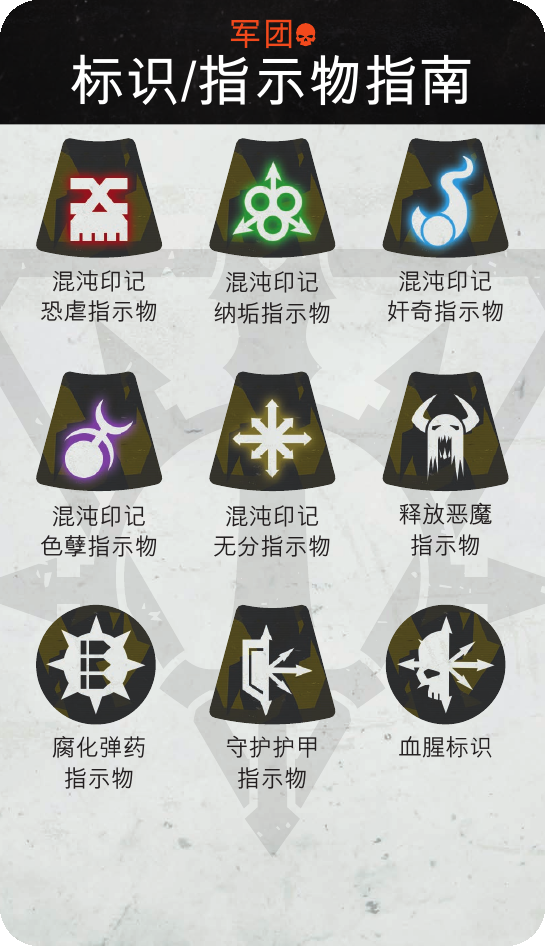 军团
标识/指示物指南
混沌印记
恐虐指示物
混沌印记
纳垢指示物
混沌印记
奸奇指示物
混沌印记
色孽指示物
混沌印记
无分指示物
释放恶魔
指示物
腐化弹药
指示物
守护护甲
指示物
血腥标识